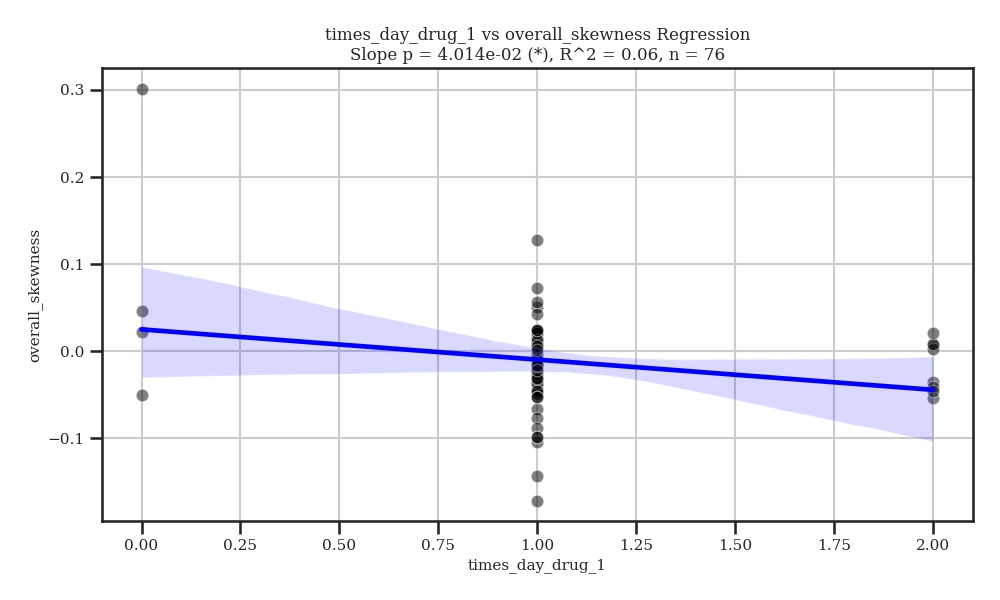 times_day_drug_1 vs overall_skewness Regression
Slope p = 4.014e-02 (*), R^2 = 0.06, n = 76
overall_skewness
0.3
0.2
0.1
0.0
−0.1
0.00 0.25 0.50 0.75 1.00 1.25 1.50 1.75 2.00
times_day_drug_1